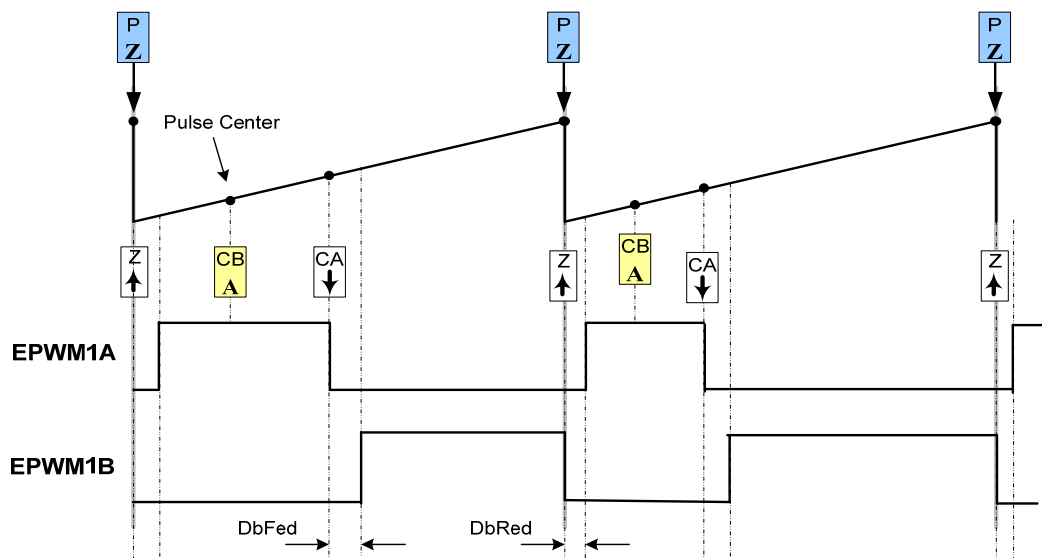 P
Z
P
Z
P
Z
Pulse Center
Z
CB
A
CA
Z
CB
A
CA
Z
EPWM1A
EPWM1B
DbFed
DbRed